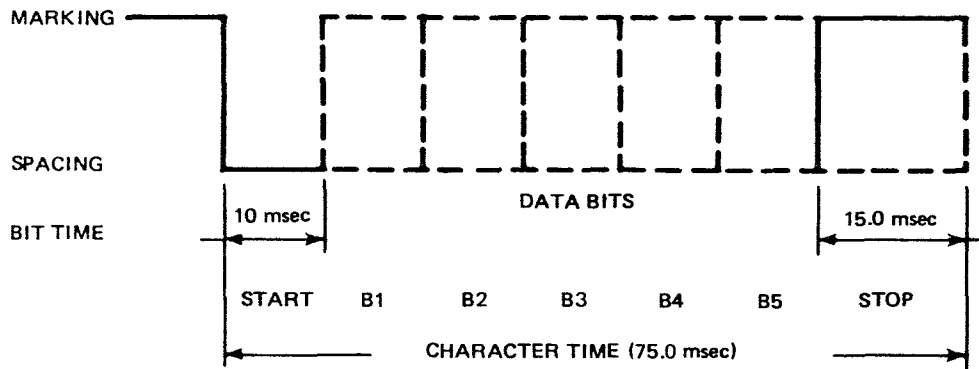 MARKING
SPACING
DATA BITS
10 msec
15.0 msec
BIT TIME
START B1 B2 B3 B4 B5 STOP
CHARACTER TIME (75.0 msec)